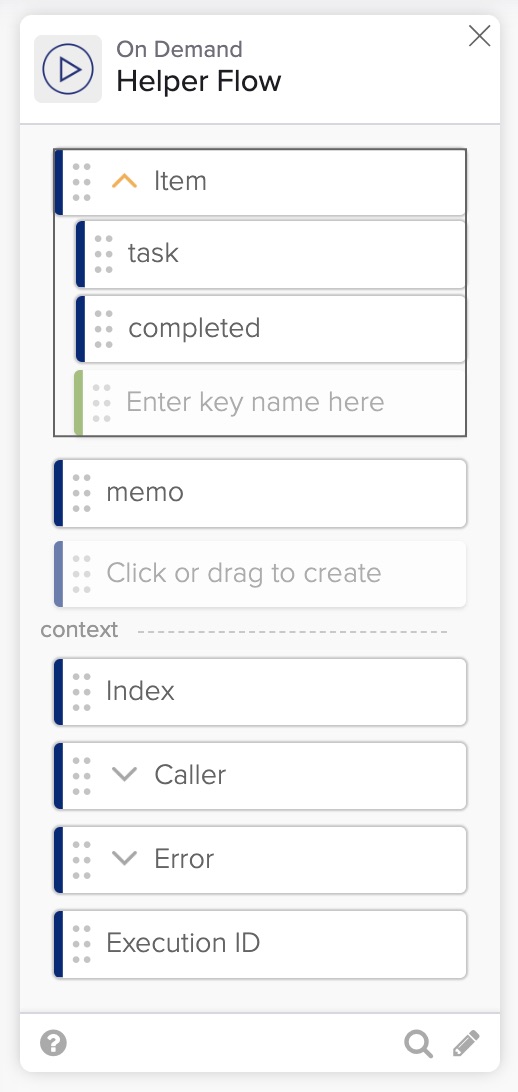 On Demand
Helper Flow
Item
task
completed
Enter key name here
memo
Click or drag to create
context
Index
Caller
Error
Execution ID
?